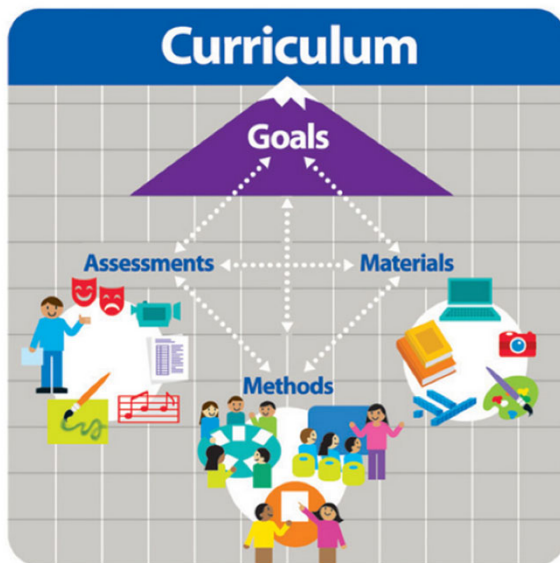 Curriculum
Goals
Assessments
Materials
Methods